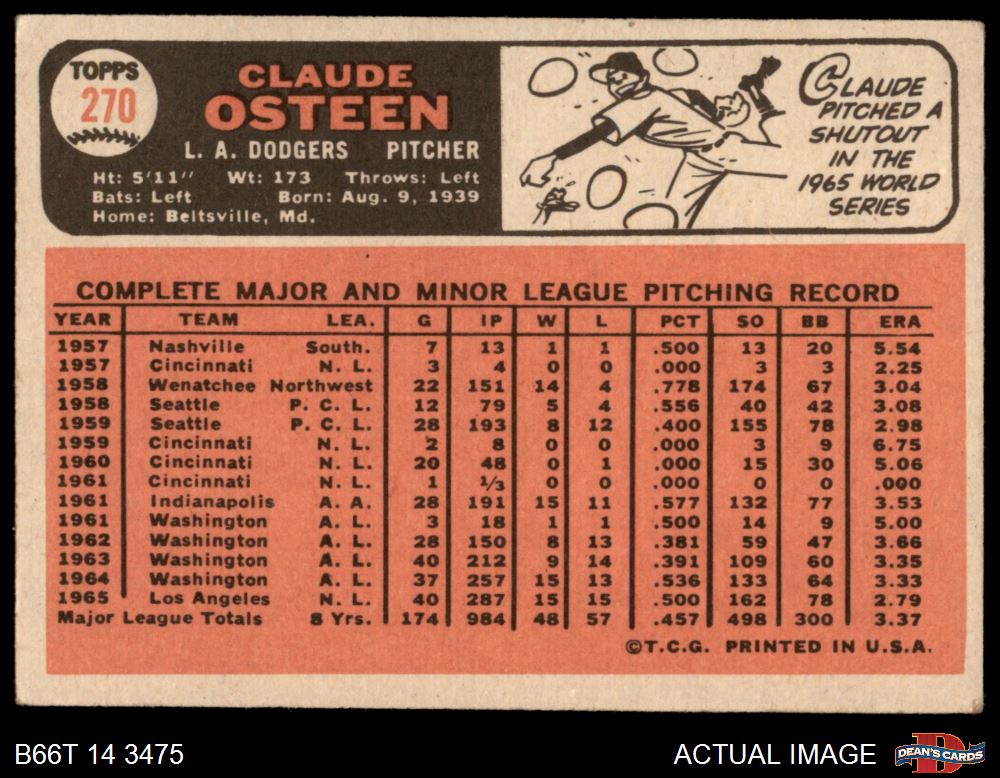 TOPPS
270
CLAUDE
OSTEEN
L. A. DODGERS PITCHER
Ht: 5'11" Wt: 173 Throws: Left
Bats: Left Born: Aug. 9, 1939
Home: Beltsville, Md.
CLAUDE
PITCHED A
SHUTOUT
IN THE
1965 WORLD
SERIES
COMPLETE MAJOR AND MINOR LEAGUE PITCHING RECORD
YEAR TEAM LEA. G IP W L PCT SO BB ERA
1957 Nashville South. 7 13 1 1 .500 13 20 5.54
1957 Cincinnati N. L. 3 4 0 0 .000 3 3 2.25
1958 Wenatchee Northwest 22 151 14 4 .778 174 67 3.04
1958 Seattle P. C. L. 12 79 5 4 .556 40 42 3.08
1959 Seattle P. C. L. 28 193 8 12 .400 155 78 2.98
1959 Cincinnati N. L. 2 8 0 0 .000 3 9 6.75
1960 Cincinnati N. L. 20 48 0 1 .000 15 30 5.06
1961 Cincinnati N. L. 1 ⅓ 0 0 .000 0 0 .000
1961 Indianapolis A. A. 28 191 15 11 .577 132 77 3.53
1961 Washington A. L. 3 18 1 1 .500 14 9 5.00
1962 Washington A. L. 28 150 8 13 .381 59 47 3.66
1963 Washington A. L. 40 212 9 14 .391 109 60 3.35
1964 Washington A. L. 37 257 15 13 .536 133 64 3.33
1965 Los Angeles N. L. 40 287 15 15 .500 162 78 2.79
Major League Totals 8 Yrs. 174 984 48 57 .457 498 300 3.37
©T.C.G. PRINTED IN U.S.A.
B66T 14 3475
ACTUAL IMAGE
DEAN'S CARDS